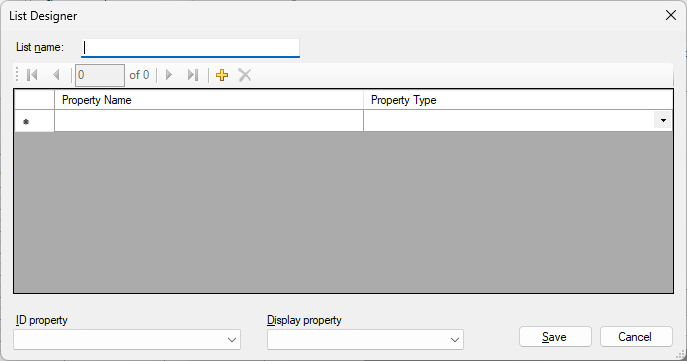 List Designer
List name:
0 of 0
Property Name Property Type
ID property Display property
Save Cancel